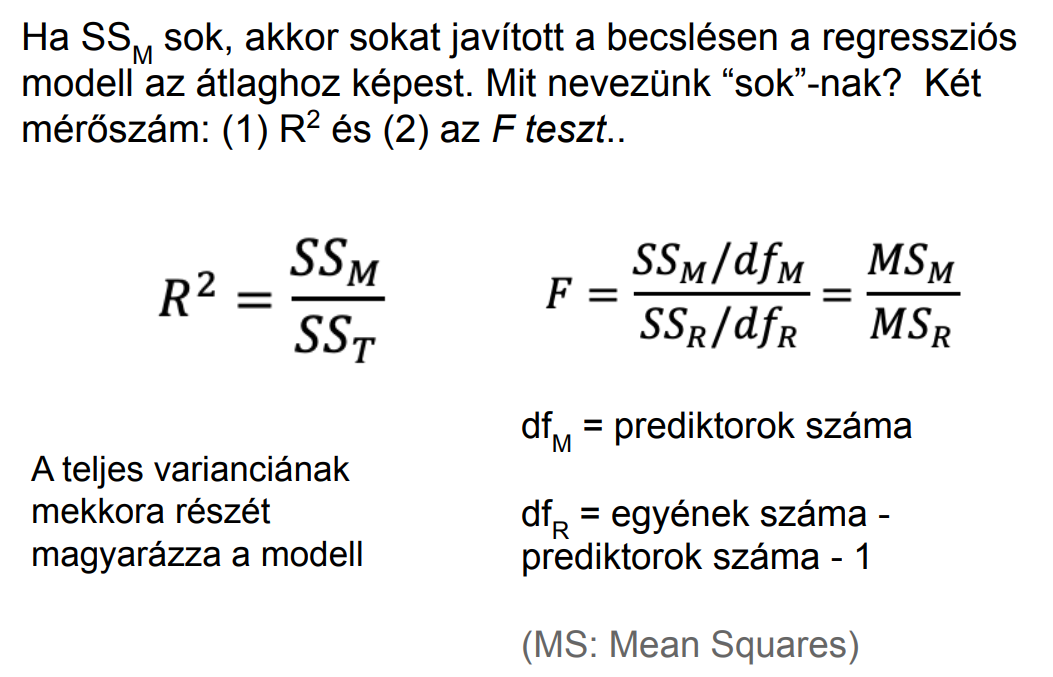 Ha SS_M sok, akkor sokat javított a becslésen a regressziós
modell az átlaghoz képest. Mit nevezünk “sok”-nak?  Két
mérőszám: (1) R² és (2) az F teszt..
R² = SS_M / SS_T
F = (SS_M/df_M) / (SS_R/df_R) = MS_M / MS_R
A teljes varianciának
mekkora részét
magyarázza a modell
df_M = prediktorok száma
df_R = egyének száma -
prediktorok száma - 1
(MS: Mean Squares)